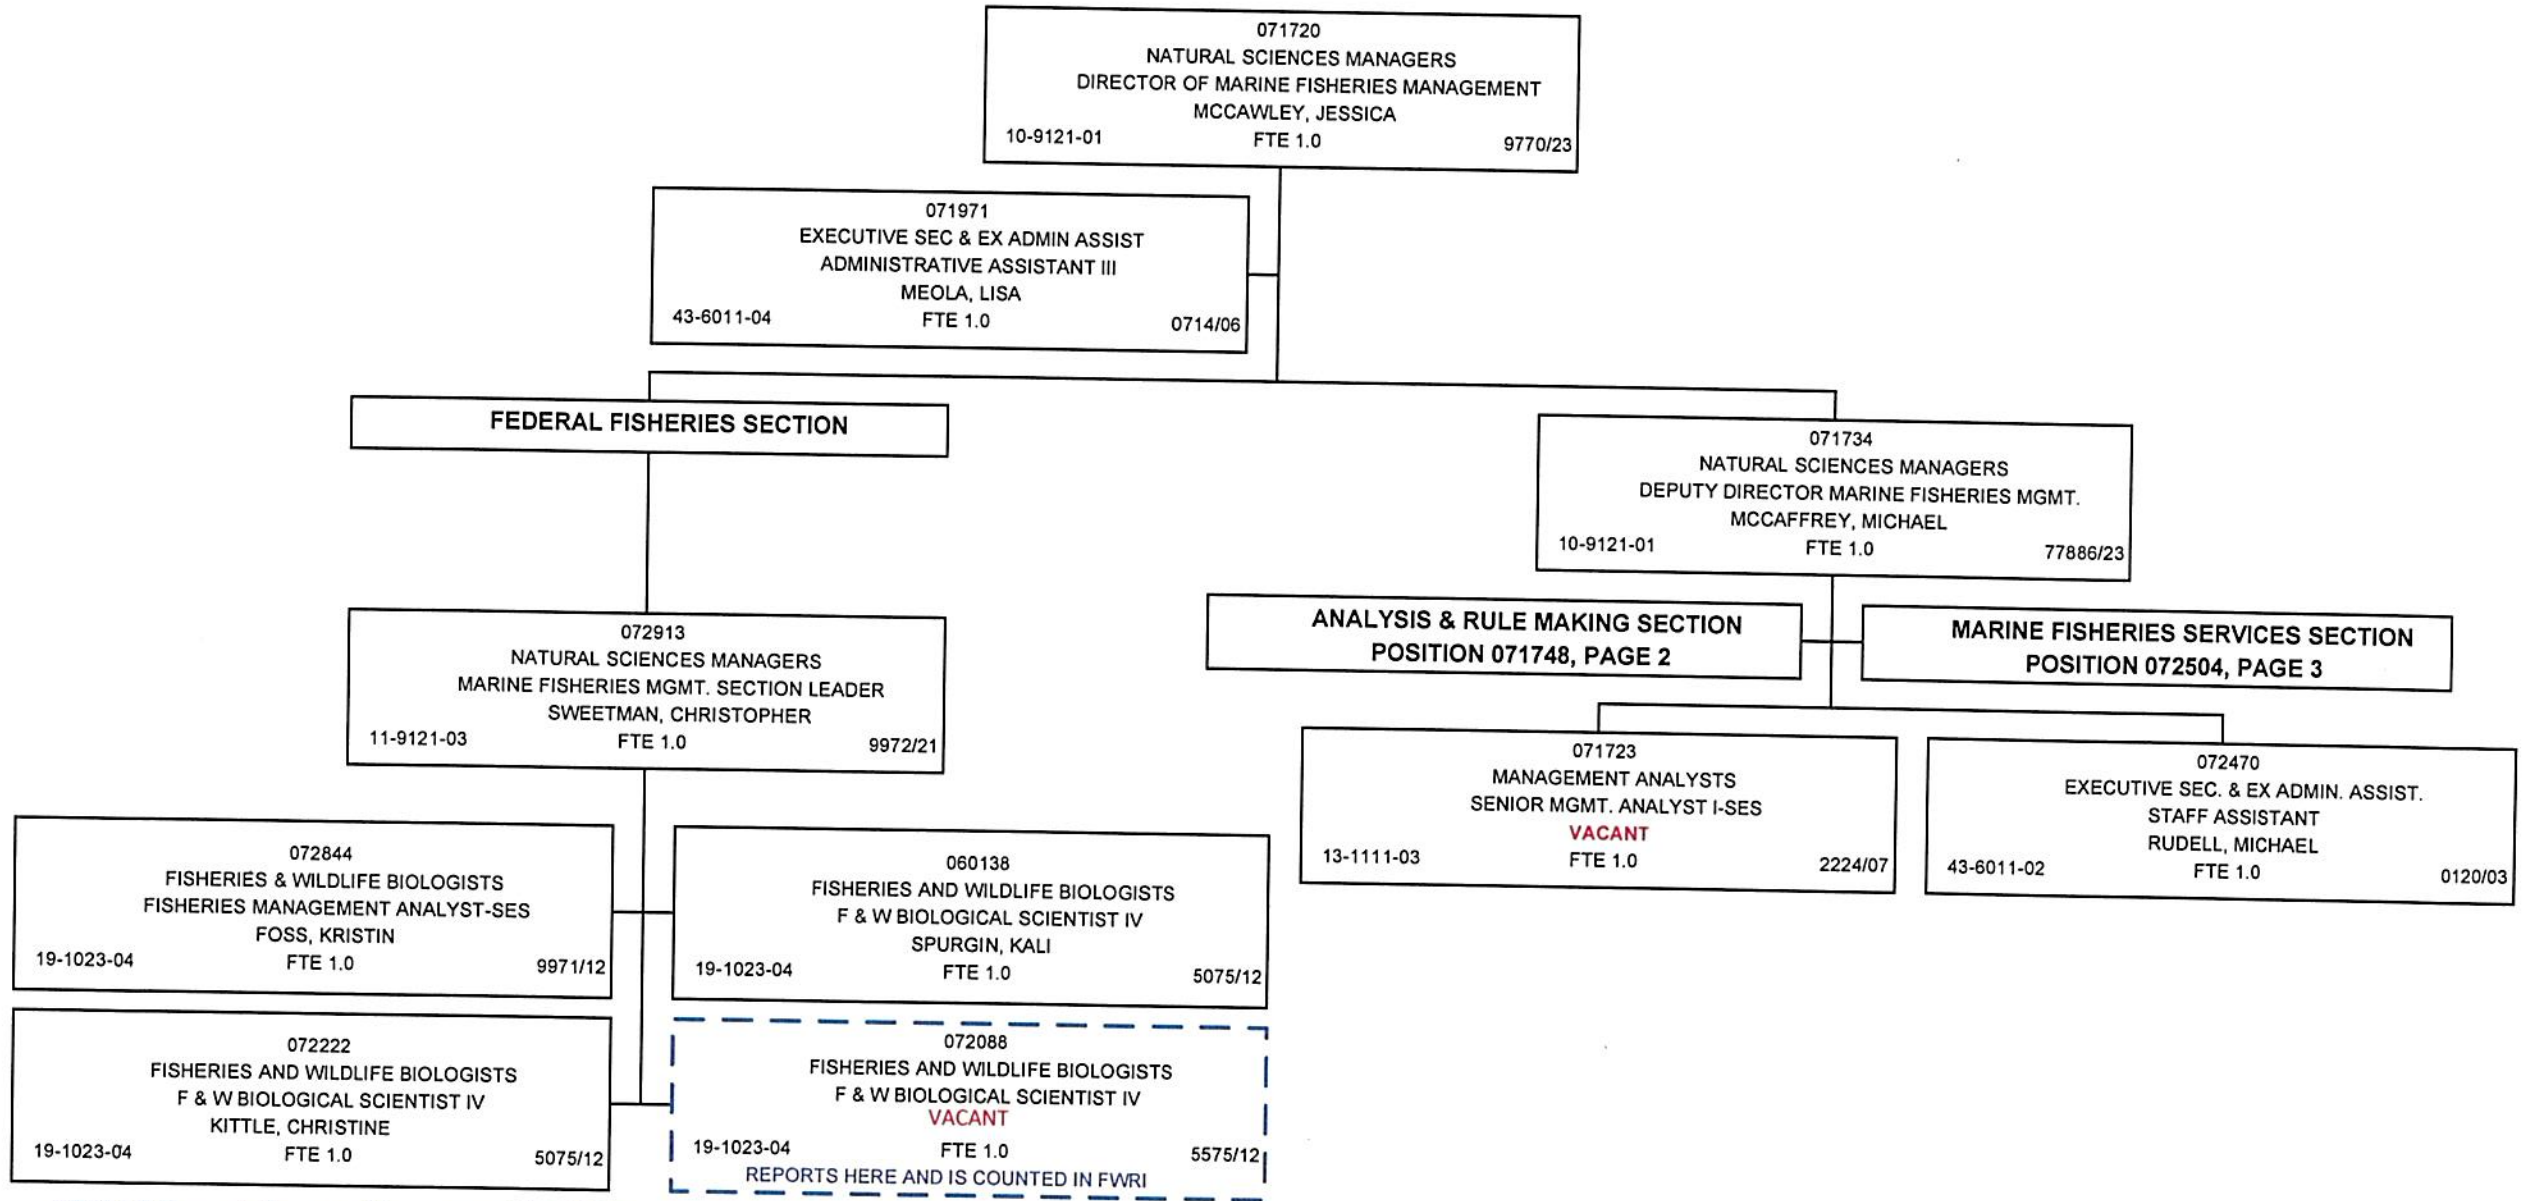 071720
NATURAL SCIENCES MANAGERS
DIRECTOR OF MARINE FISHERIES MANAGEMENT
MCCAWLEY, JESSICA
10-9121-01 FTE 1.0 9770/23
071971
EXECUTIVE SEC & EX ADMIN ASSIST
ADMINISTRATIVE ASSISTANT III
MEOLA, LISA
43-6011-04 FTE 1.0 0714/06
FEDERAL FISHERIES SECTION
071734
NATURAL SCIENCES MANAGERS
DEPUTY DIRECTOR MARINE FISHERIES MGMT.
MCCAFFREY, MICHAEL
10-9121-01 FTE 1.0 77886/23
ANALYSIS & RULE MAKING SECTION
POSITION 071748, PAGE 2
MARINE FISHERIES SERVICES SECTION
POSITION 072504, PAGE 3
072913
NATURAL SCIENCES MANAGERS
MARINE FISHERIES MGMT. SECTION LEADER
SWEETMAN, CHRISTOPHER
11-9121-03 FTE 1.0 9972/21
071723
MANAGEMENT ANALYSTS
SENIOR MGMT. ANALYST I-SES
VACANT
13-1111-03 FTE 1.0 2224/07
072470
EXECUTIVE SEC. & EX ADMIN. ASSIST.
STAFF ASSISTANT
RUDELL, MICHAEL
43-6011-02 FTE 1.0 0120/03
072844
FISHERIES & WILDLIFE BIOLOGISTS
FISHERIES MANAGEMENT ANALYST-SES
FOSS, KRISTIN
19-1023-04 FTE 1.0 9971/12
060138
FISHERIES AND WILDLIFE BIOLOGISTS
F & W BIOLOGICAL SCIENTIST IV
SPURGIN, KALI
19-1023-04 FTE 1.0 5075/12
072222
FISHERIES AND WILDLIFE BIOLOGISTS
F & W BIOLOGICAL SCIENTIST IV
KITTLE, CHRISTINE
19-1023-04 FTE 1.0 5075/12
072088
FISHERIES AND WILDLIFE BIOLOGISTS
F & W BIOLOGICAL SCIENTIST IV
VACANT
19-1023-04 FTE 1.0 5575/12
REPORTS HERE AND IS COUNTED IN FWRI